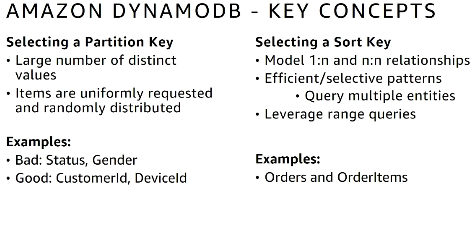 AMAZON DYNAMODB - KEY CONCEPTS
Selecting a Partition Key
• Large number of distinct
values
• Items are uniformly requested
and randomly distributed
Examples:
• Bad: Status, Gender
• Good: CustomerId, DeviceId
Selecting a Sort Key
• Model 1:n and n:n relationships
• Efficient/selective patterns
• Query multiple entities
• Leverage range queries
Examples:
• Orders and OrderItems